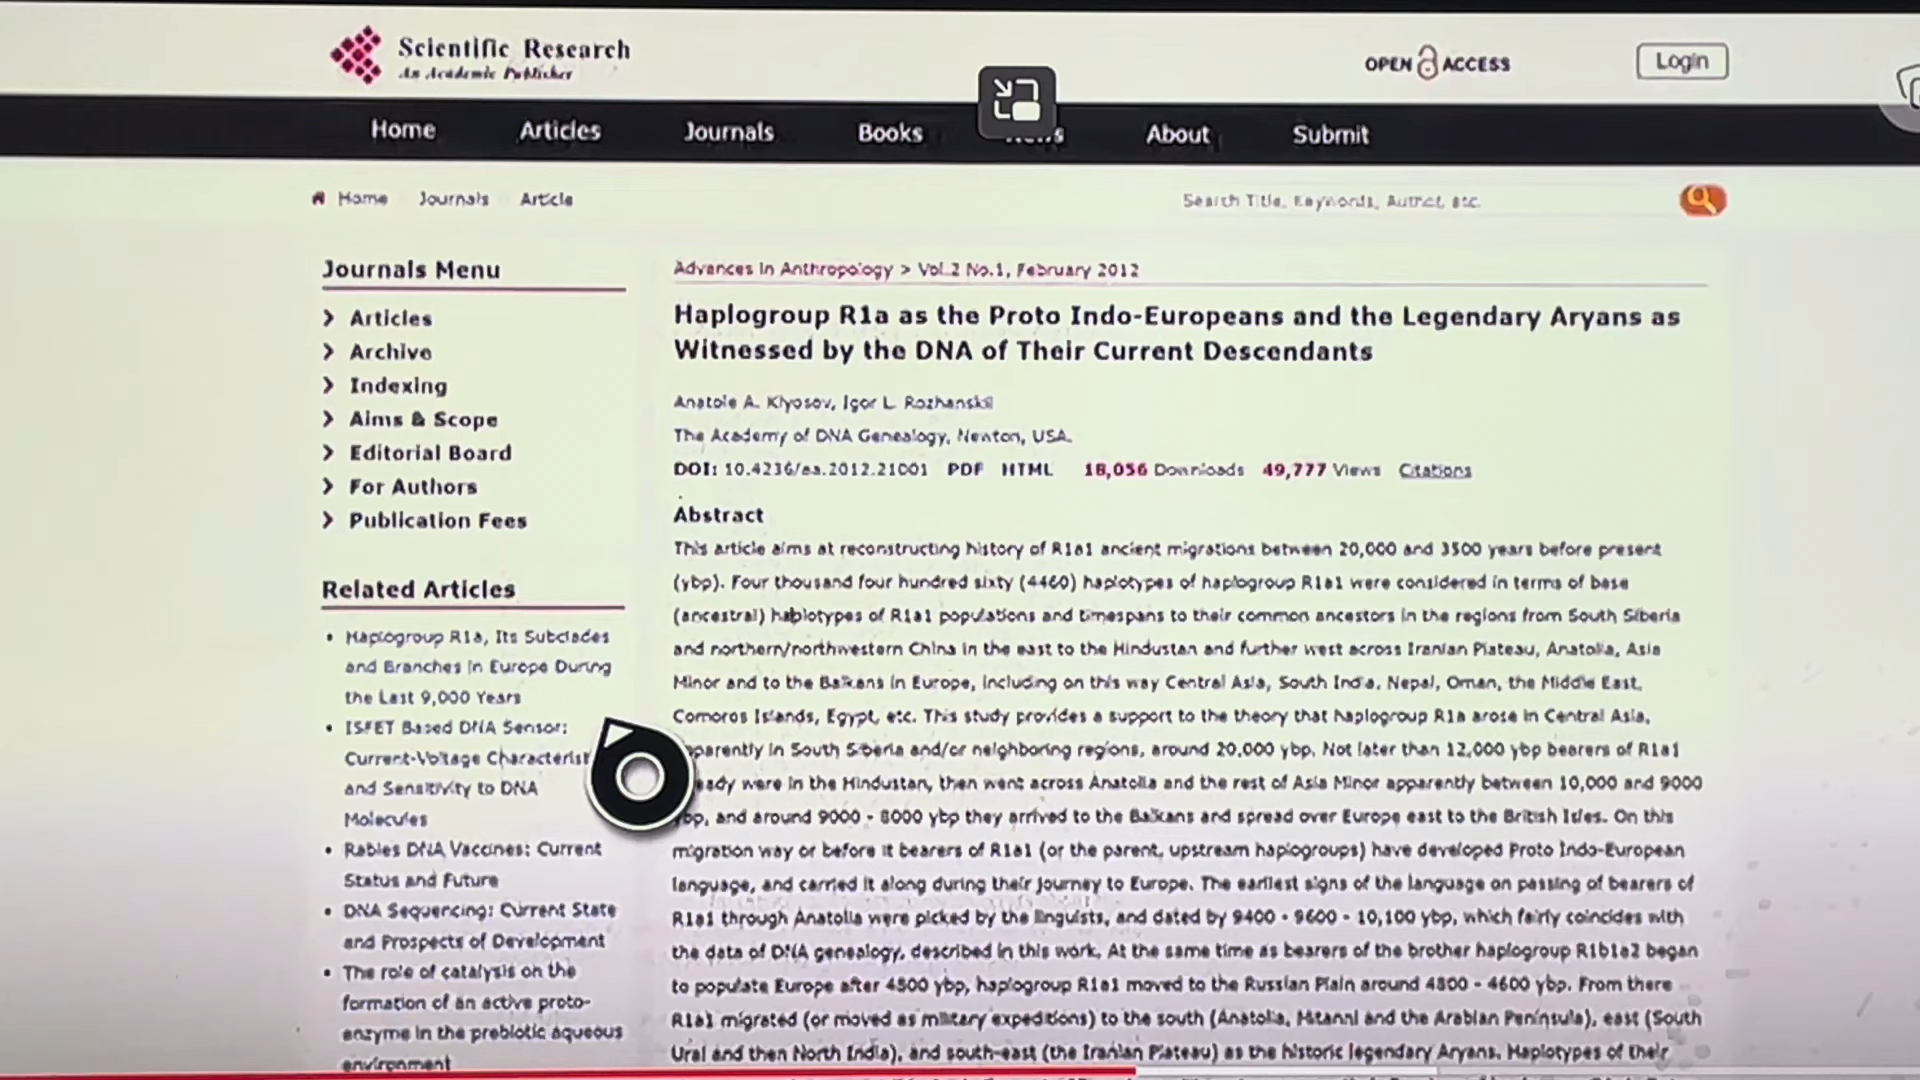 Scientific Research
An Academic Publisher
OPEN ACCESS
Login
Home
Articles
Journals
Books
About
Submit
Home
Journals
Article
Search Title, Keywords, Author, etc.
Journals Menu
Articles
Archive
Indexing
Aims & Scope
Editorial Board
For Authors
Publication Fees
Related Articles
Haplogroup R1a, Its Subclades
and Branches in Europe During
the Last 9,000 Years
ISFET Based DNA Sensor:
Current-Voltage
and Sensitivity to DNA
Molecules
Rabies DNA Vaccines: Current
Status and Future
DNA Sequencing: Current State
and Prospects of Development
The role of catalysis on the
formation of an active proto-
enzyme in the prebiotic aqueous
environment
Advances in Anthropology > Vol.2 No.1, February 2012
Haplogroup R1a as the Proto Indo-Europeans and the Legendary Aryans as
Witnessed by the DNA of Their Current Descendants
Anatole A. Klyosov, Igor L. Rozhanskii
The Academy of DNA Genealogy, Newton, USA.
DOI: 10.4236/aa.2012.21001 PDF HTML 18,056 Downloads 49,777 Views Citations
Abstract
This article aims at reconstructing history of R1a1 ancient migrations between 20,000 and 3500 years before present
(ybp). Four thousand four hundred sixty (4460) haplotypes of haplogroup R1a1 were considered in terms of base
(ancestral) haplotypes of R1a1 populations and timespans to their common ancestors in the regions from South Siberia
and northern/northwestern China in the east to the Hindustan and further west across Iranian Plateau, Anatolia, Asia
Minor and to the Balkans in Europe, including on this way Central Asia, South India, Nepal, Oman, the Middle East,
Comoros Islands, Egypt, etc. This study provides a support to the theory that haplogroup R1a arose in Central Asia,
in South Siberia and/or neighboring regions, around 20,000 ybp. Not later than 12,000 ybp bearers of R1a1
were in the Hindustan, then went across Anatolia and the rest of Asia Minor apparently between 10,000 and 9000
ybp, and around 9000 - 8000 ybp they arrived to the Balkans and spread over Europe east to the British Isles. On this
migration way or before it bearers of R1a1 (or the parent, upstream haplogroups) have developed Proto Indo-European
language, and carried it along during their journey to Europe. The earliest signs of the language on passing of bearers of
R1a1 through Anatolia were picked by the linguists, and dated by 9400 - 9600 - 10,100 ybp, which fairly coincides with
the data of DNA genealogy, described in this work. At the same time as bearers of the brother haplogroup R1b1a2 began
to populate Europe after 4800 ybp, haplogroup R1a1 moved to the Russian Plain around 4800 - 4600 ybp. From there
R1a1 migrated (or moved as military expeditions) to the south (Anatolia, Mitanni and the Arabian Peninsula), east (South
Ural and then North India), and south-east (the Iranian Plateau) as the historic legendary Aryans. Haplotypes of their